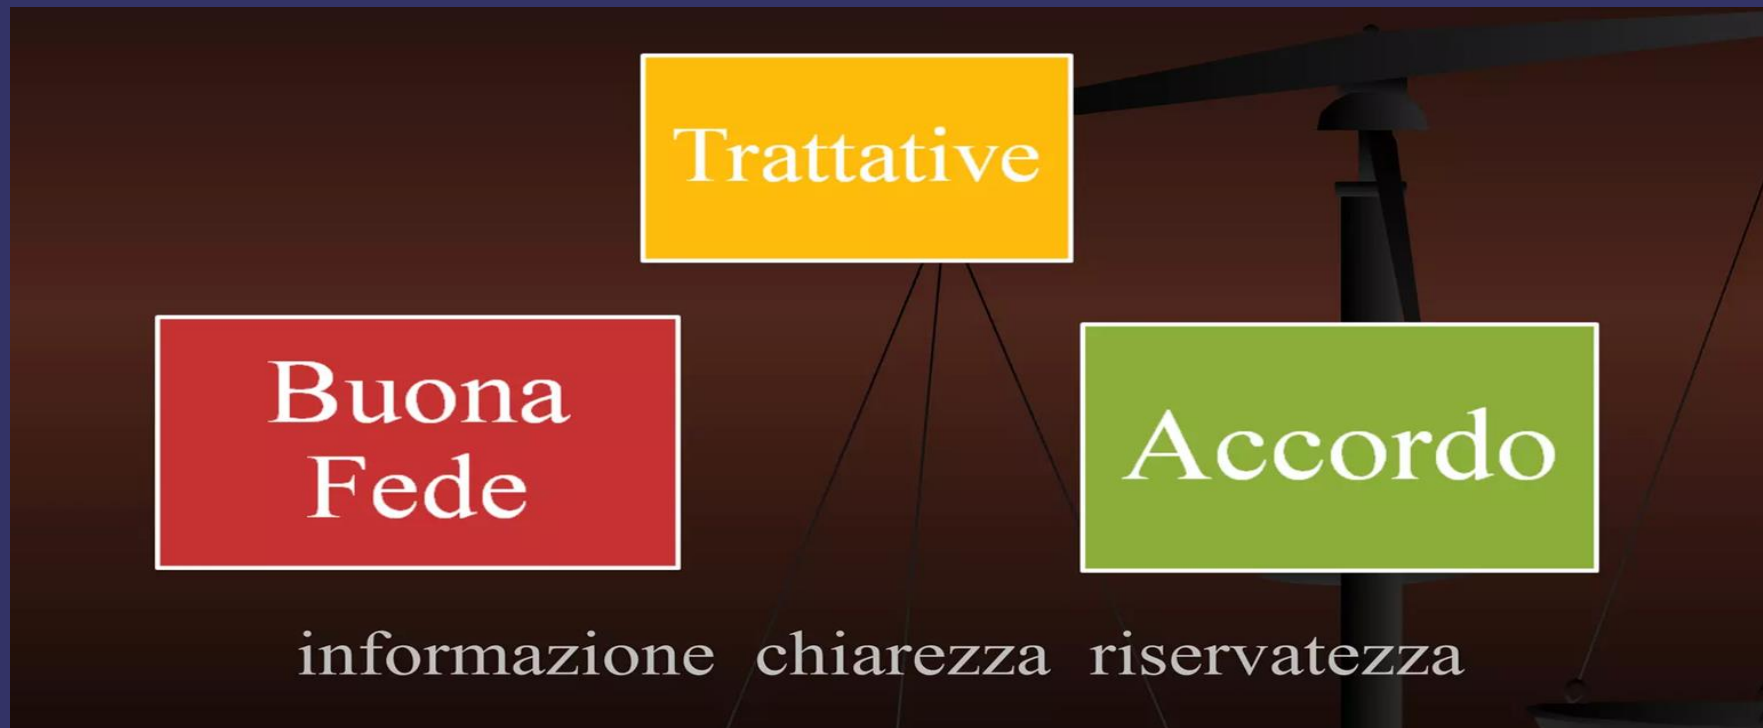 Trattative
Buona
Fede
Accordo
informazione chiarezza riservatezza